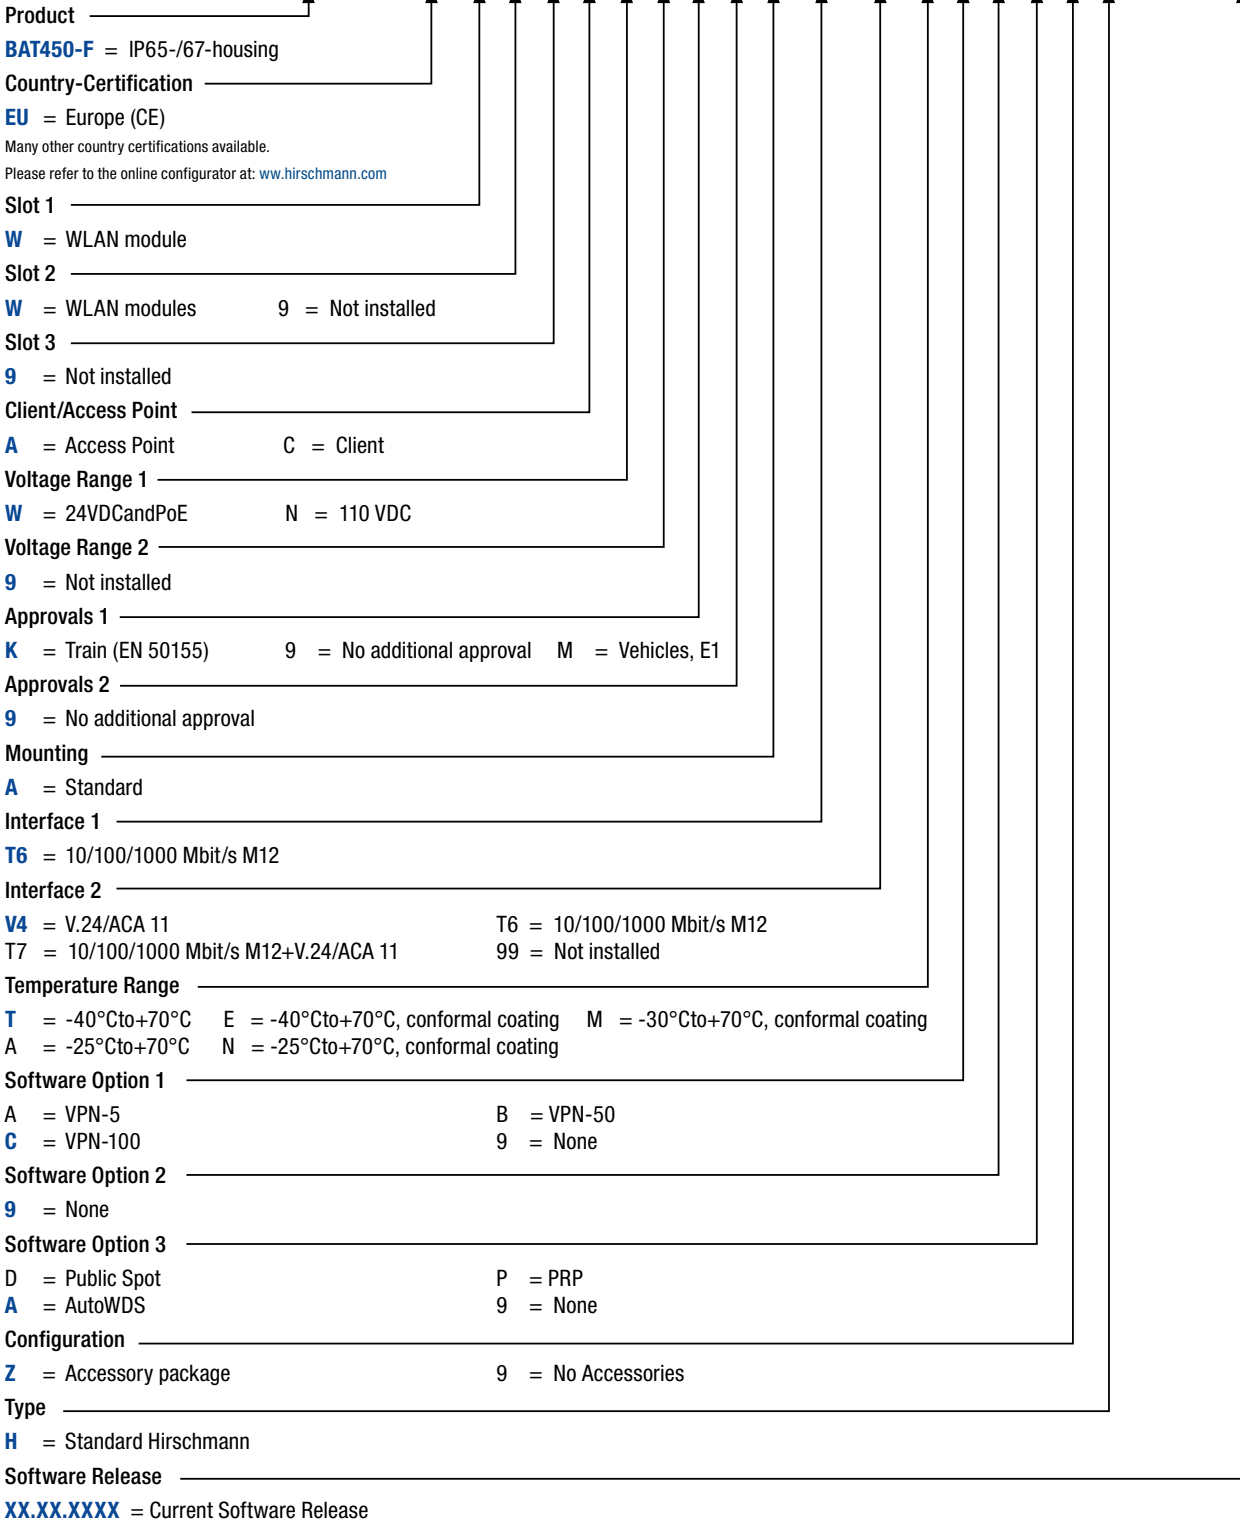 Product
BAT450-F = IP65-/67-housing
Country-Certification
EU = Europe (CE)
Many other country certifications available.
Please refer to the online configurator at: ww.hirschmann.com
Slot 1
W = WLAN module
Slot 2
W = WLAN modules 9 = Not installed
Slot 3
9 = Not installed
Client/Access Point
A = Access Point C = Client
Voltage Range 1
W = 24VDCandPoE N = 110 VDC
Voltage Range 2
9 = Not installed
Approvals 1
K = Train (EN 50155) 9 = No additional approval M = Vehicles, E1
Approvals 2
9 = No additional approval
Mounting
A = Standard
Interface 1
T6 = 10/100/1000 Mbit/s M12
Interface 2
V4 = V.24/ACA 11 T6 = 10/100/1000 Mbit/s M12
T7 = 10/100/1000 Mbit/s M12+V.24/ACA 11 99 = Not installed
Temperature Range
T = -40°Cto+70°C E = -40°Cto+70°C, conformal coating M = -30°Cto+70°C, conformal coating
A = -25°Cto+70°C N = -25°Cto+70°C, conformal coating
Software Option 1
A = VPN-5 B = VPN-50
C = VPN-100 9 = None
Software Option 2
9 = None
Software Option 3
D = Public Spot P = PRP
A = AutoWDS 9 = None
Configuration
Z = Accessory package 9 = No Accessories
Type
H = Standard Hirschmann
Software Release
XX.XX.XXXX = Current Software Release